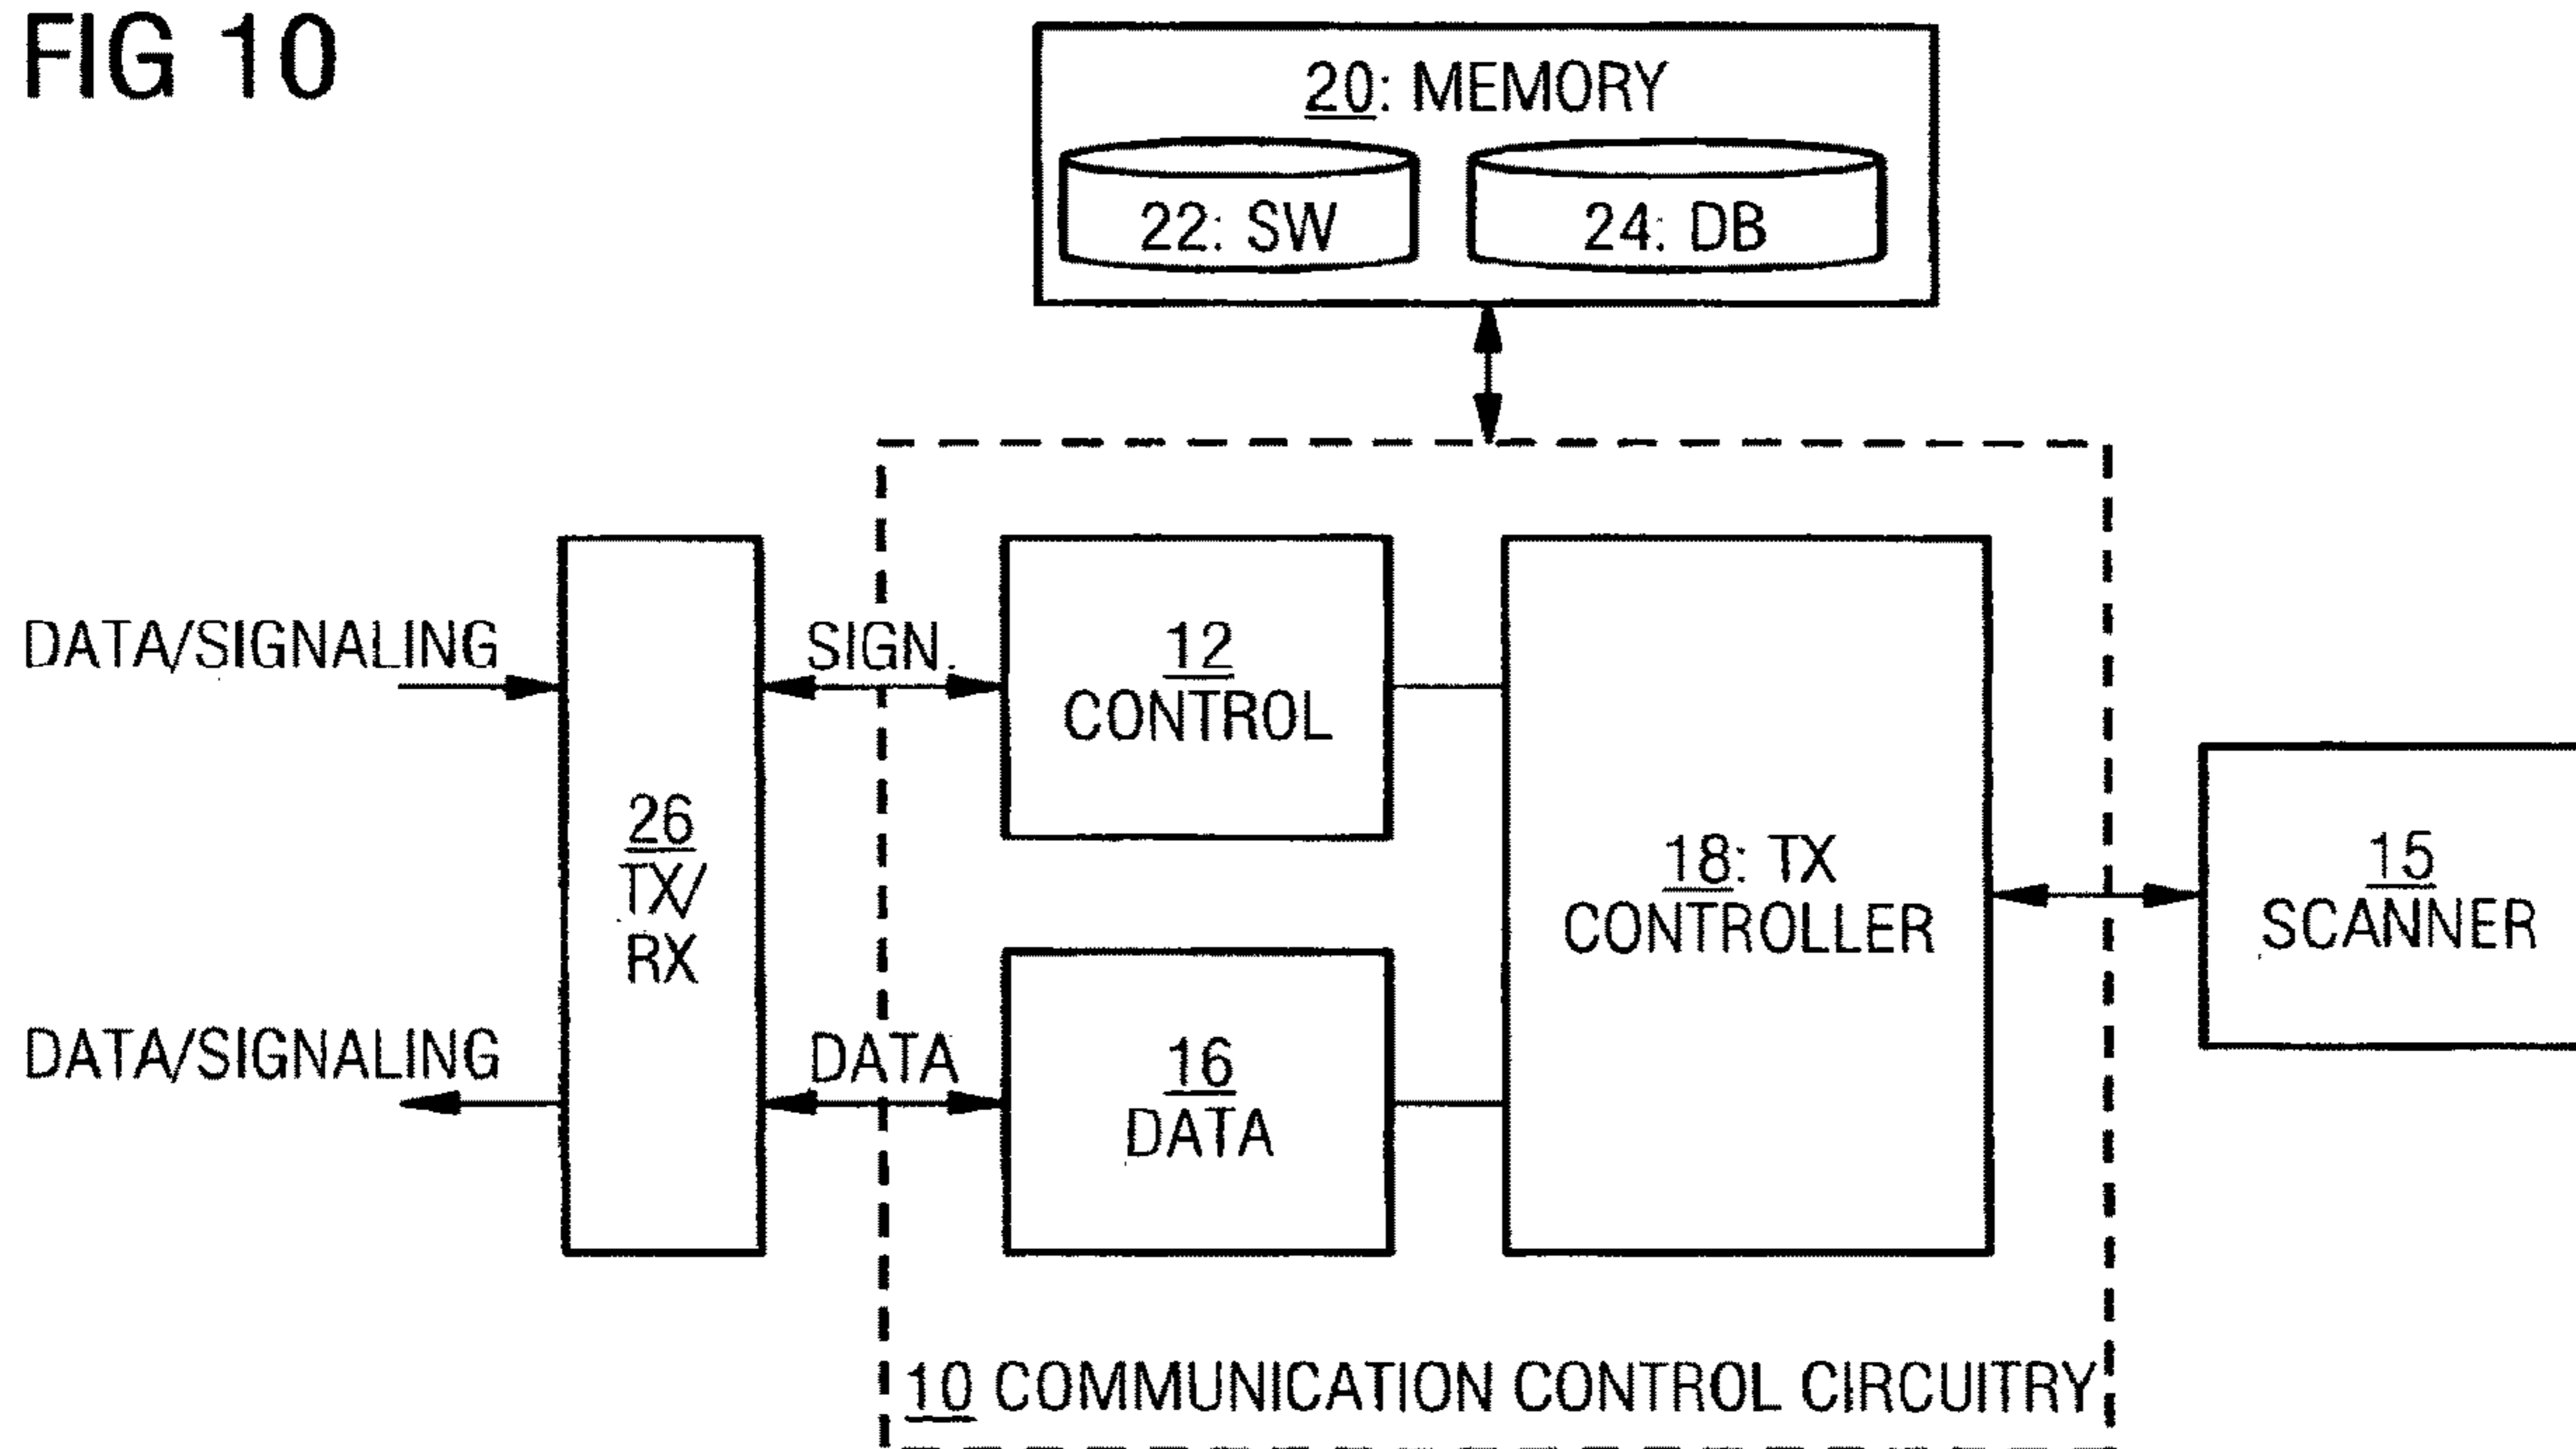 FIG 10
20: MEMORY
22: SW
24: DB
DATA/SIGNALING
SIGN.
12
CONTROL
26
TX/
RX
18: TX
CONTROLLER
15
SCANNER
DATA/SIGNALING
DATA
16
DATA
10 COMMUNICATION CONTROL CIRCUITRY